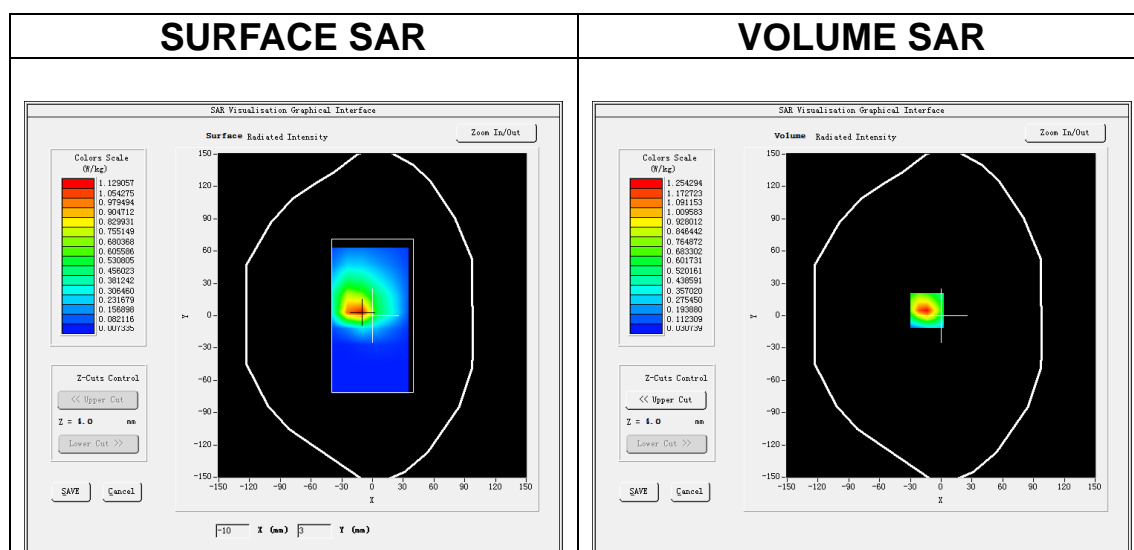 SURFACE SAR
VOLUME SAR
SAR Visualisation Graphical Interface
Surface Radiated Intensity
Zoom In/Out
Colors Scale
(W/kg)
1.129057
1.054275
0.979494
0.904712
0.829931
0.755149
0.680368
0.605586
0.530805
0.456023
0.381242
0.306460
0.231679
0.156898
0.082116
0.007335
150
120
90
60
30
0
-30
-60
-90
-120
-150
Y
-150 -120 -90 -60 -30 0 30 60 90 120 150
X
Z-Cuts Control
<< Upper Cut
Z = 4.0 mm
Lower Cut >>
SAVE
Cancel
-10 X (mm) 3 Y (mm)
SAR Visualisation Graphical Interface
Volume Radiated Intensity
Zoom In/Out
Colors Scale
(W/kg)
1.254294
1.172723
1.091153
1.009583
0.928012
0.846442
0.764872
0.683302
0.601731
0.520161
0.438591
0.357020
0.275450
0.193880
0.112309
0.030739
150
120
90
60
30
0
-30
-60
-90
-120
-150
Y
-150 -120 -90 -60 -30 0 30 60 90 120 150
X
Z-Cuts Control
<< Upper Cut
Z = 4.0 mm
Lower Cut >>
SAVE
Cancel